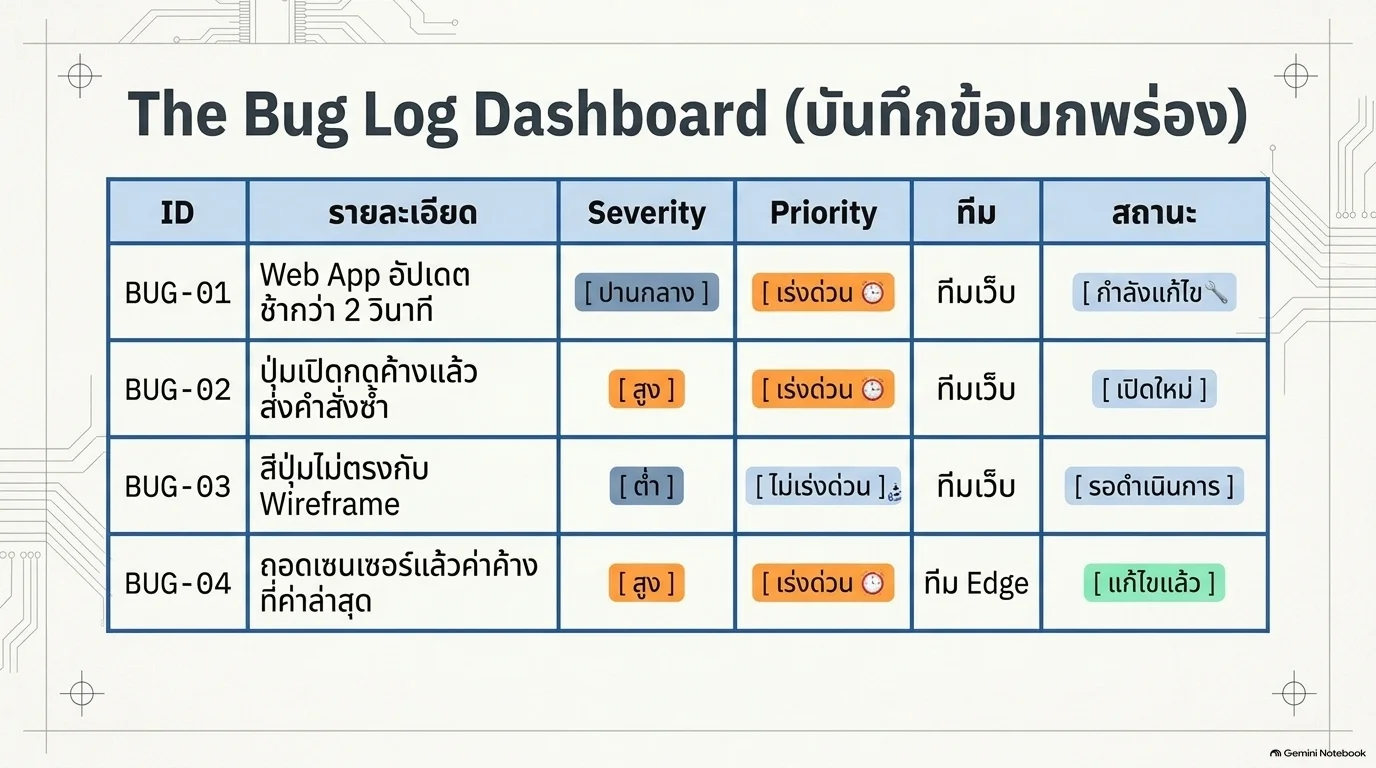 The Bug Log Dashboard (บันทึกข้อบกพร่อง)
ID รายละเอียด Severity Priority ทีม สถานะ
BUG-01 Web App อัปเดต
ช้ากว่า 2 วินาที
[ ปานกลาง ] [ เร่งด่วน ⏰ ] ทีมเว็บ [ กำลังแก้ไข🔧 ]
BUG-02 ปุ่มเปิดกดค้างแล้ว
ส่งคำสั่งซ้ำ
[ สูง ] [ เร่งด่วน ⏰ ] ทีมเว็บ [ เปิดใหม่ ]
BUG-03 สีปุ่มไม่ตรงกับ
Wireframe
[ ต่ำ ] [ ไม่เร่งด่วน ] ทีมเว็บ [ รอดำเนินการ ]
BUG-04 ถอดเซนเซอร์แล้วค่าค้าง
ที่ค่าล่าสุด
[ สูง ] [ เร่งด่วน ⏰ ] ทีม Edge [ แก้ไขแล้ว ]
Gemini Notebook